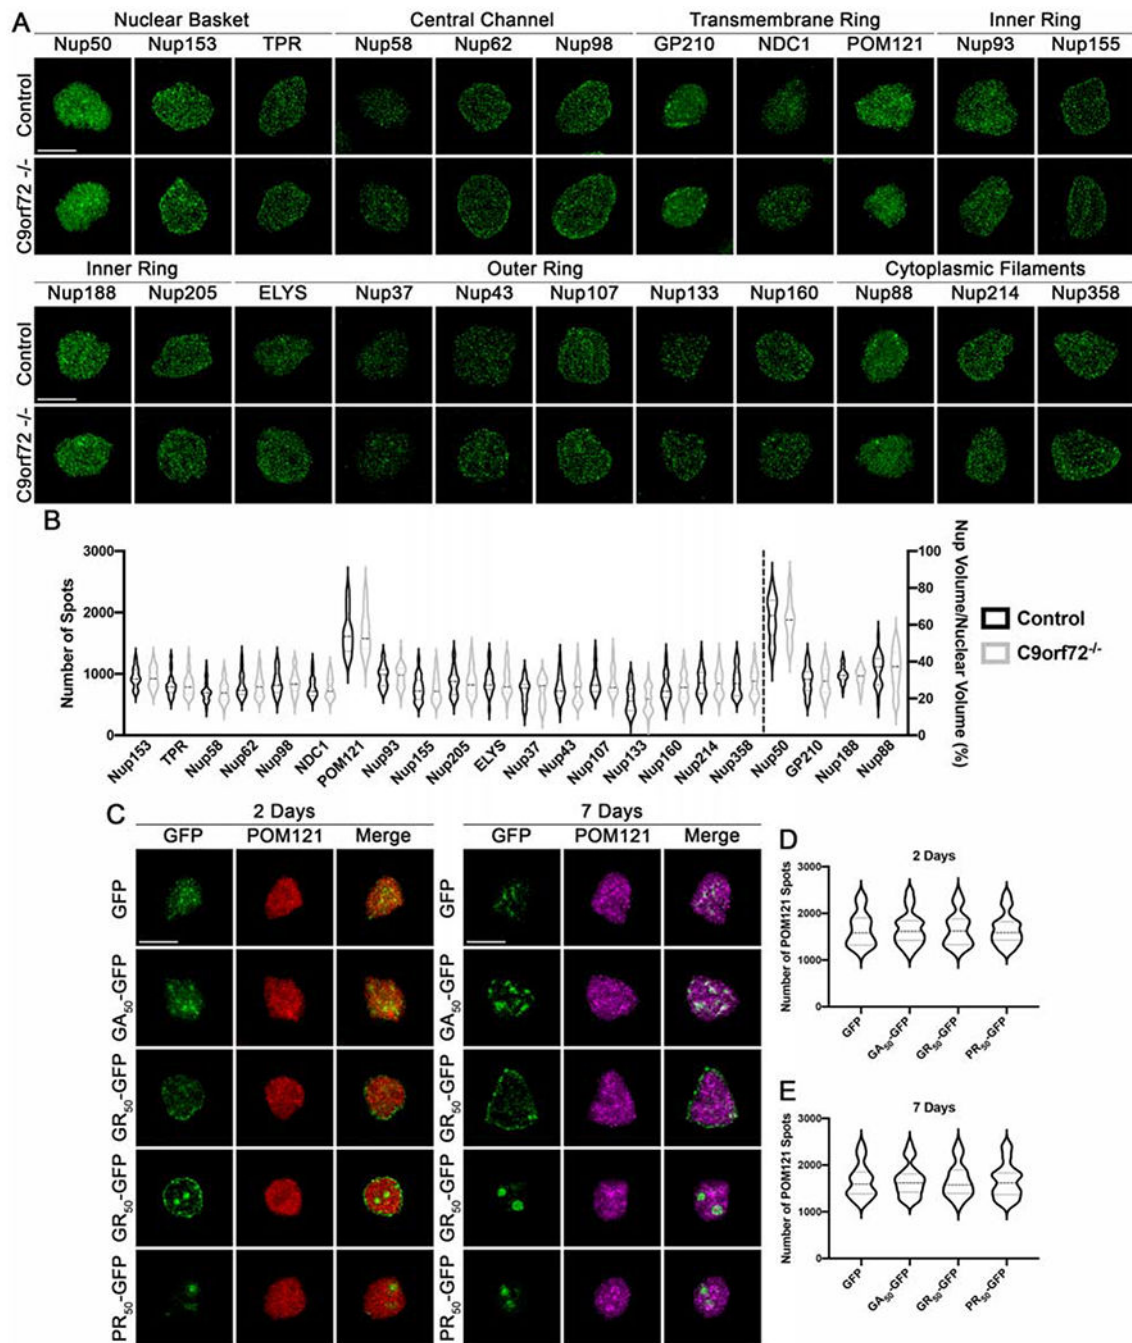 A
Nuclear Basket Central Channel Transmembrane Ring Inner Ring
Nup50 Nup153 TPR Nup58 Nup62 Nup98 GP210 NDC1 POM121 Nup93 Nup155
Control
C9orf72 -/-
Inner Ring Outer Ring Cytoplasmic Filaments
Nup188 Nup205 ELYS Nup37 Nup43 Nup107 Nup133 Nup160 Nup88 Nup214 Nup358
Control
C9orf72 -/-
B
Number of Spots
3000
2000
1000
0
Nup153 TPR Nup58 Nup62 Nup98 NDC1 POM121 Nup93 Nup155 Nup205 ELYS Nup37 Nup43 Nup107 Nup133 Nup160 Nup214 Nup358 Nup50 GP210 Nup188 Nup88
100
80
60
40
20
0
Nup Volume/Nuclear Volume (%)
Control
C9orf72-/-
C
2 Days 7 Days
GFP POM121 Merge GFP POM121 Merge
GFP GFP
GA50-GFP GA50-GFP
GR50-GFP GR50-GFP
GR50-GFP GR50-GFP
PR50-GFP PR50-GFP
D
2 Days
Number of POM121 Spots
3000
2000
1000
0
GFP GA50-GFP GR50-GFP PR50-GFP
E
7 Days
Number of POM121 Spots
3000
2000
1000
0
GFP GA50-GFP GR50-GFP PR50-GFP